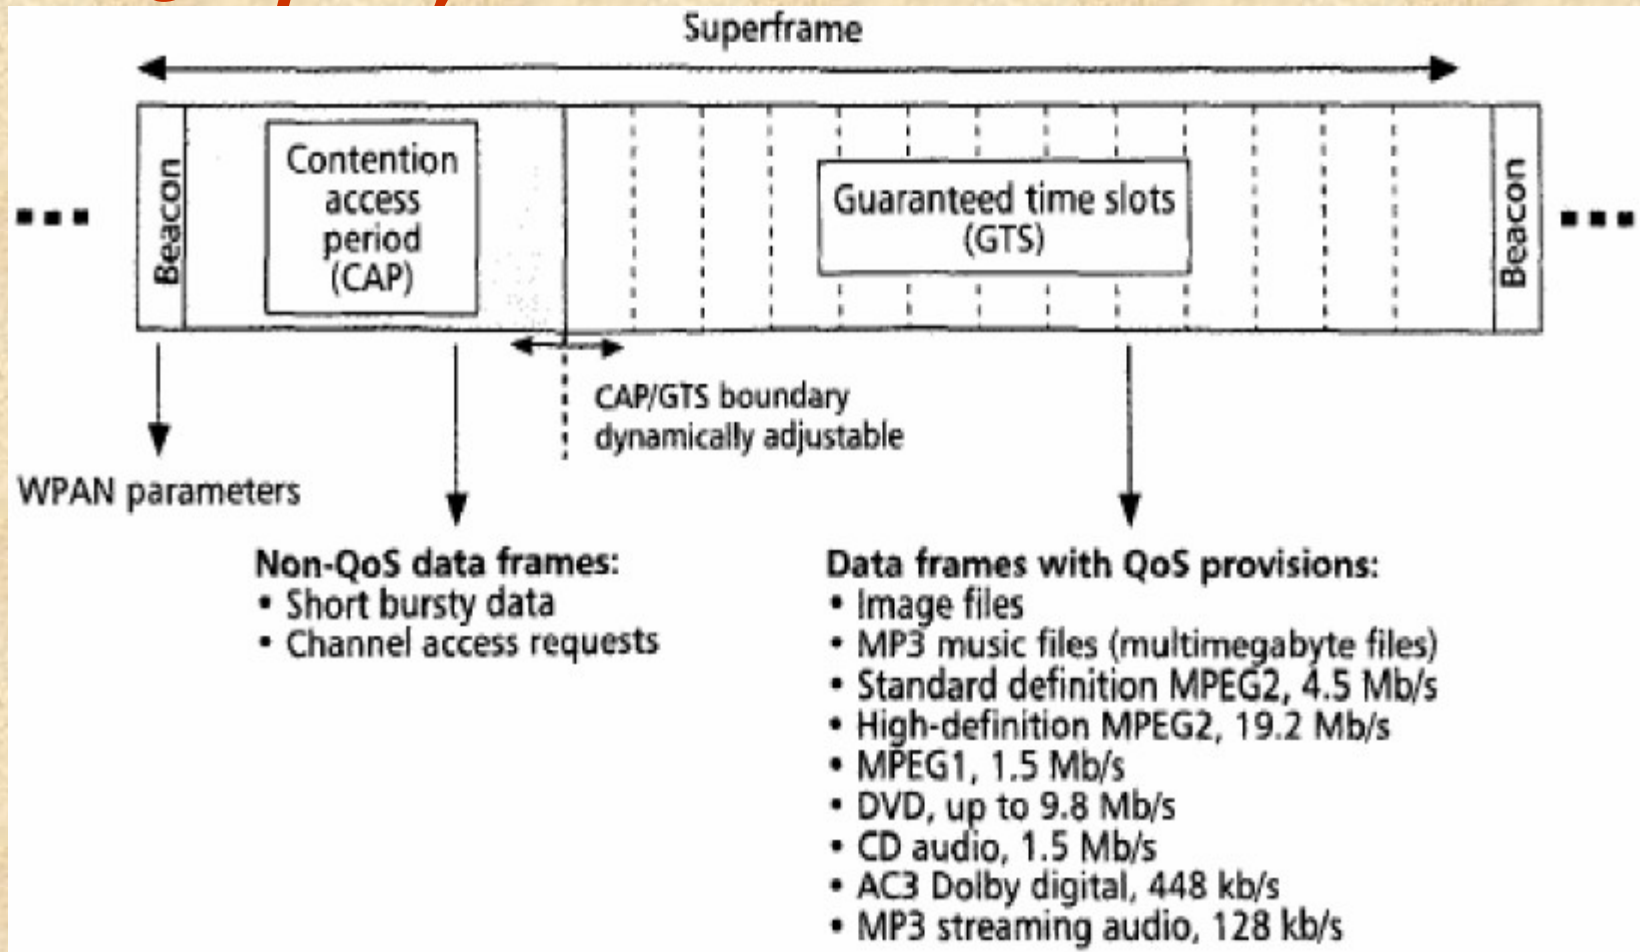 Superframe
Beacon
Contention
access
period
(CAP)
Guaranteed time slots
(GTS)
Beacon
CAP/GTS boundary
dynamically adjustable
WPAN parameters
Non-QoS data frames:
• Short bursty data
• Channel access requests
Data frames with QoS provisions:
• Image files
• MP3 music files (multimegabyte files)
• Standard definition MPEG2, 4.5 Mb/s
• High-definition MPEG2, 19.2 Mb/s
• MPEG1, 1.5 Mb/s
• DVD, up to 9.8 Mb/s
• CD audio, 1.5 Mb/s
• AC3 Dolby digital, 448 kb/s
• MP3 streaming audio, 128 kb/s